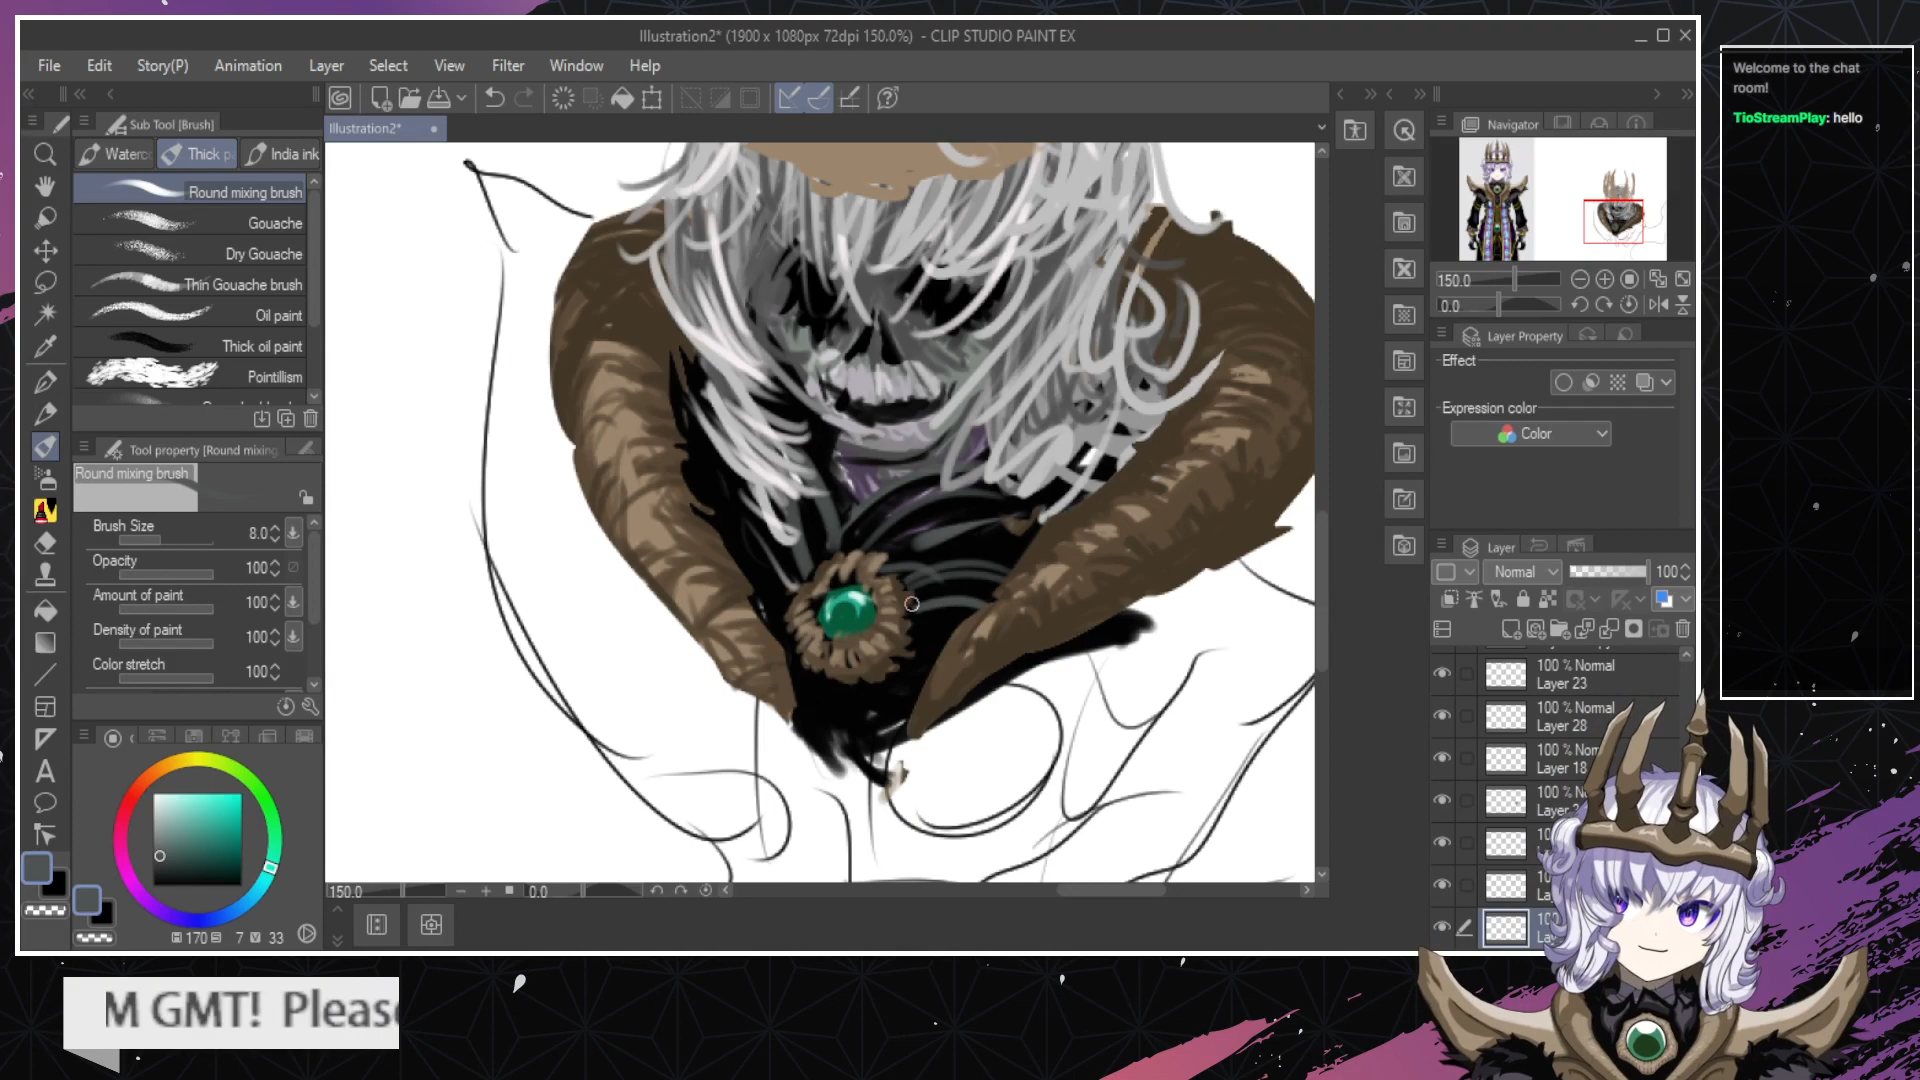 Illustration2* (1900 x 1080px 72dpi 150.0%) - CLIP STUDIO PAINT EX
File Edit Story(P) Animation Layer Select View Filter Window Help
Sub Tool [Brush]
Thick p India ink
Round mixing brush
Gouache
Dry Gouache
Thin Gouache brush
Oil paint
Thick oil paint
Pointillism
Tool property [Round mixing
Round mixing brush
Brush Size 8.0
Opacity 100
Amount of paint 100
Density of paint 100
Color stretch 100
H 170 S 7 V 33
Illustration2*
150.0 0.0
Navigator
150.0
0.0
Layer Property
Effect
Expression color
Color
Layer
Normal 100
100 % Normal
Layer 23
100 % Normal
Layer 28
100 % Nor
Layer 18
Welcome to the chat
room!
TioStreamPlay: hello
M GMT! Please